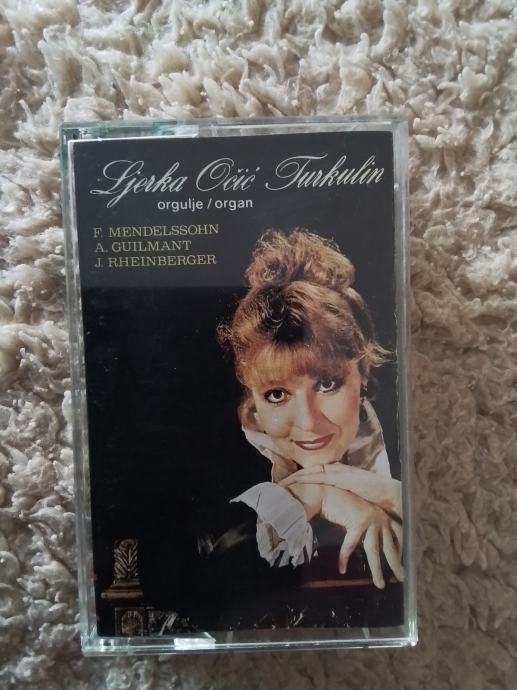 Ljerka Očić Turkulin
orgulje / organ
F. MENDELSSOHN
A. GUILMANT
J. RHEINBERGER